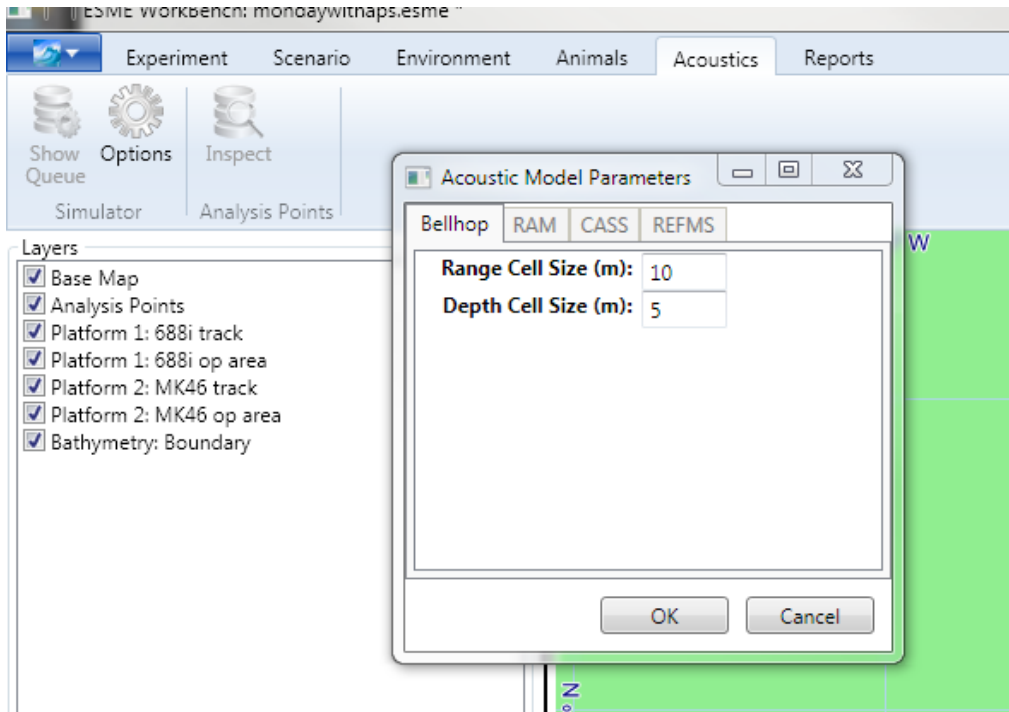 ESME WorkBench: mondaywithaps.esme *
Experiment Scenario Environment Animals Acoustics Reports
Show Queue
Options
Inspect
Simulator
Analysis Points
Layers
Base Map
Analysis Points
Platform 1: 688i track
Platform 1: 688i op area
Platform 2: MK46 track
Platform 2: MK46 op area
Bathymetry: Boundary
Acoustic Model Parameters
Bellhop RAM CASS REFMS
Range Cell Size (m): 10
Depth Cell Size (m): 5
OK Cancel
W
N